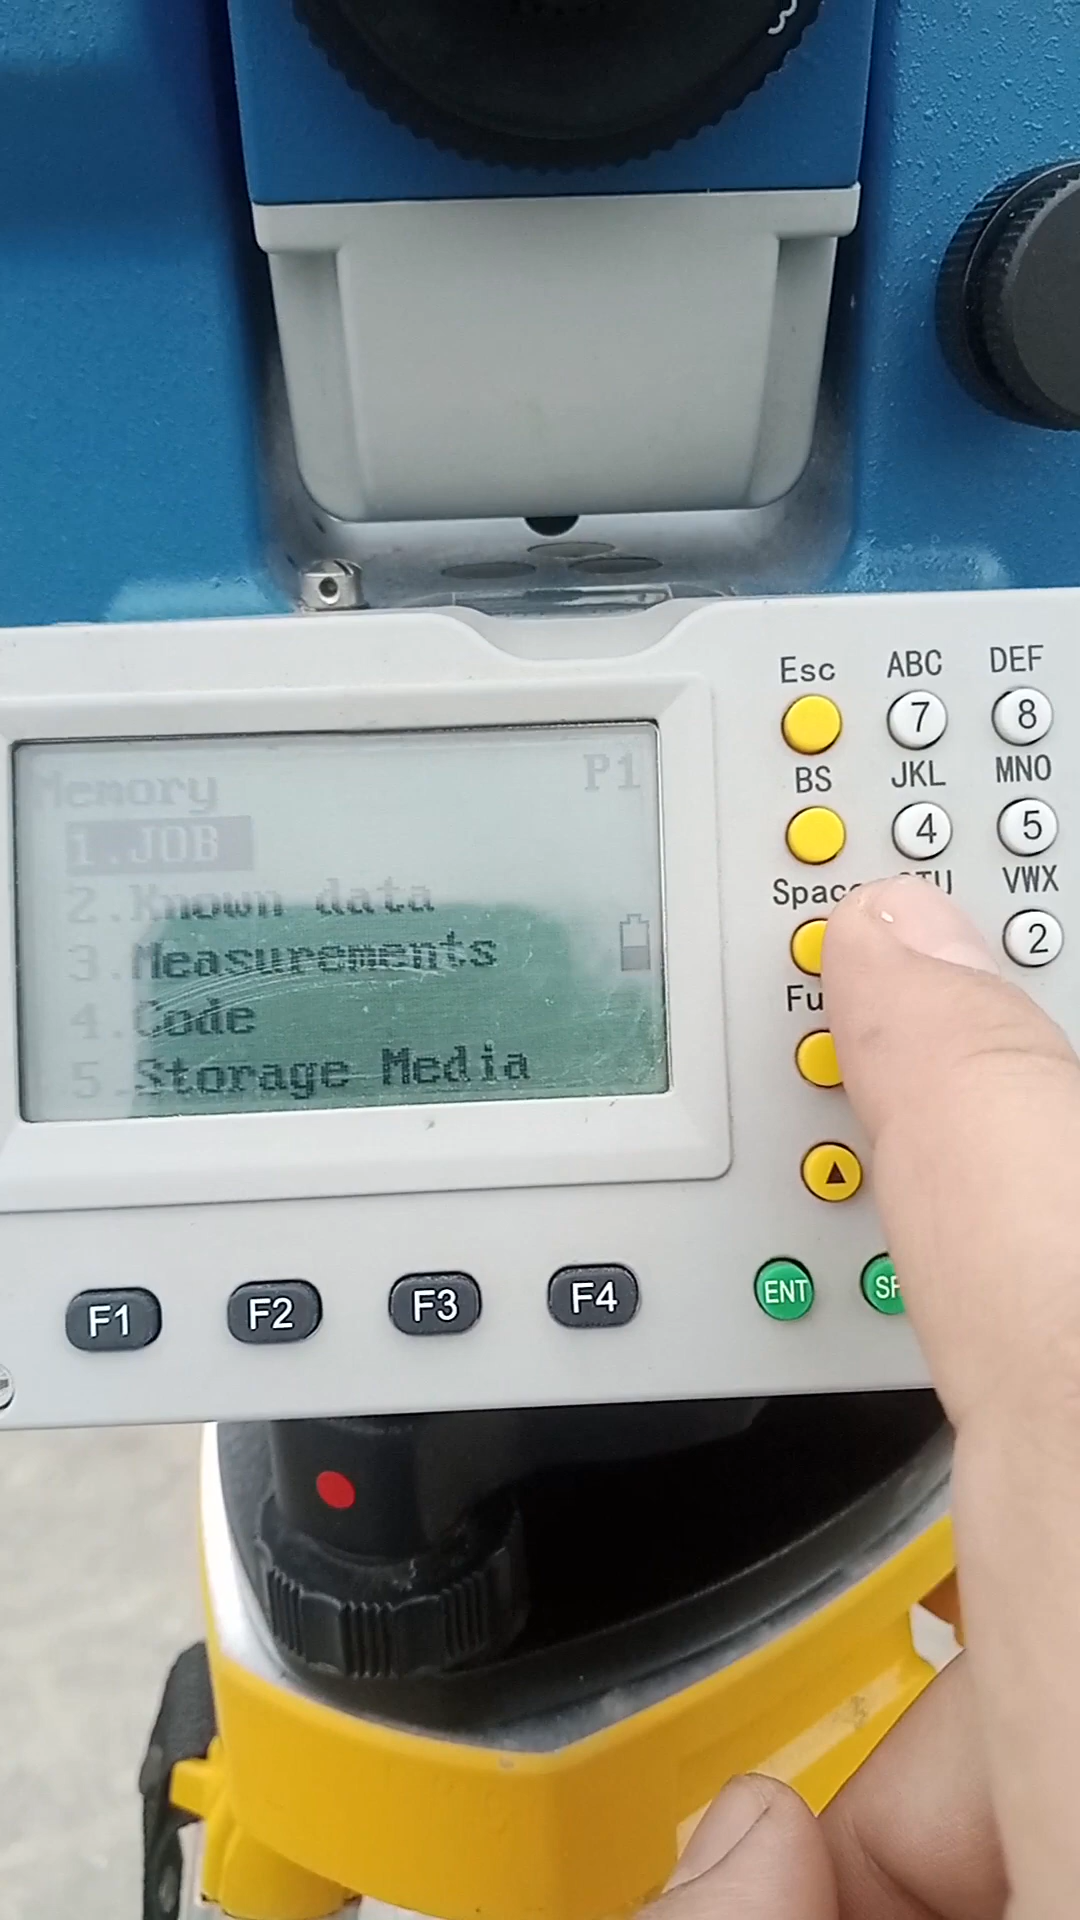 Memory P1
1.JOB
2.Known data
3.Measurements
4.Code
5.Storage Media
Esc ABC DEF
7 8
BS JKL MNO
4 5
VWX
2
▲
F1 F2 F3 F4 ENT